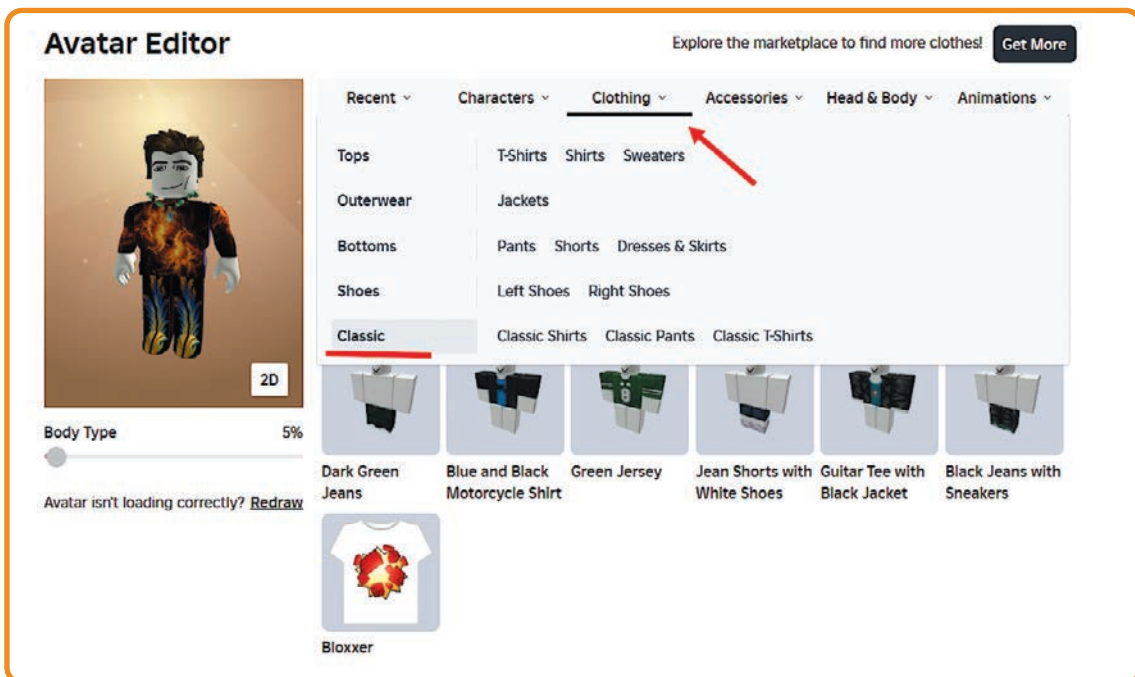 Avatar Editor
Explore the marketplace to find more clothes! Get More
Recent Characters Clothing Accessories Head & Body Animations
Tops T-Shirts Shirts Sweaters
Outerwear Jackets
Bottoms Pants Shorts Dresses & Skirts
Shoes Left Shoes Right Shoes
Classic Classic Shirts Classic Pants Classic T-Shirts
2D
Body Type 5%
Avatar isn't loading correctly? Redraw
Dark Green
Jeans
Blue and Black
Motorcycle Shirt
Green Jersey
Jean Shorts with
White Shoes
Guitar Tee with
Black Jacket
Black Jeans with
Sneakers
Bloxxer